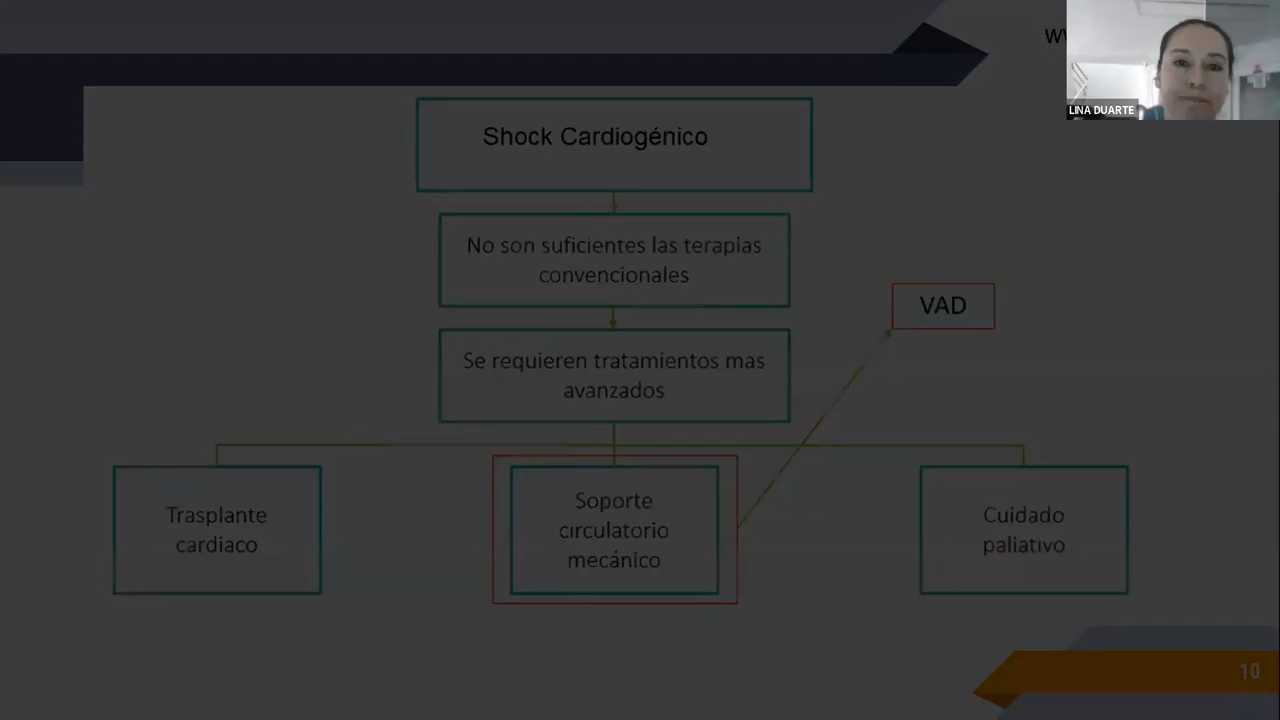 Shock Cardiogénico
No son suficientes las terapias
convencionales
Se requieren tratamientos mas
avanzados
VAD
Trasplante
cardiaco
Soporte
circulatorio
mecánico
Cuidado
paliativo
LINA DUARTE
10